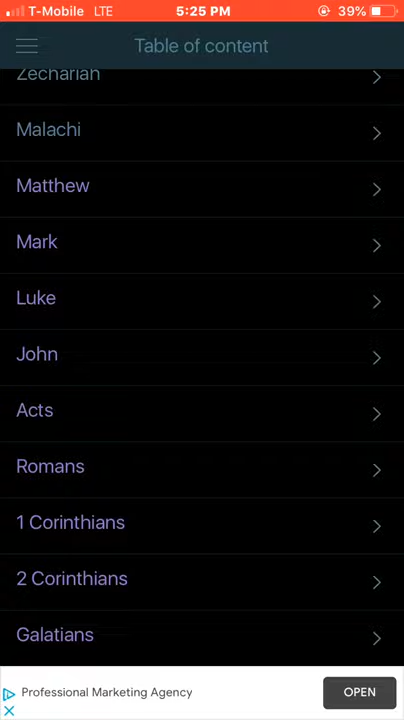 T-Mobile LTE 5:25 PM 39%
Table of content
Zechariah
Malachi
Matthew
Mark
Luke
John
Acts
Romans
1 Corinthians
2 Corinthians
Galatians
Professional Marketing Agency
OPEN